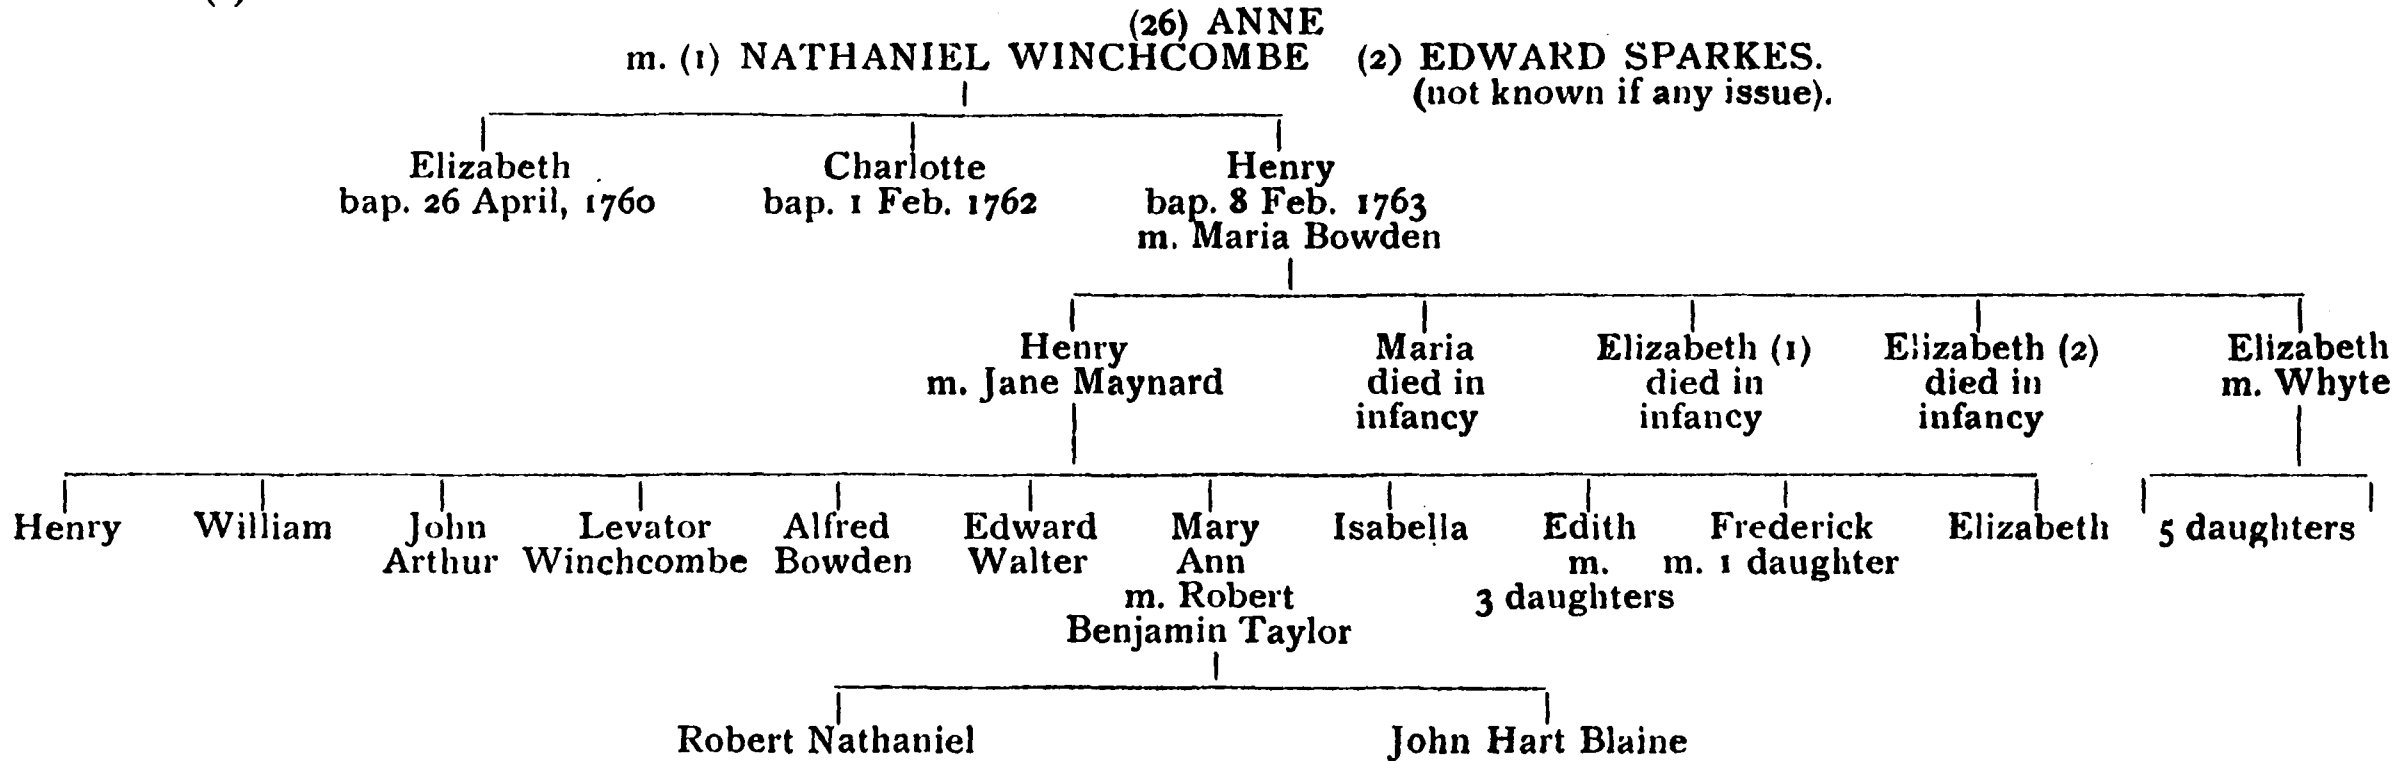 (26) ANNE
m. (1) NATHANIEL WINCHCOMBE (2) EDWARD SPARKES.
(not known if any issue).
Elizabeth Charlotte Henry
bap. 26 April, 1760 bap. 1 Feb. 1762 bap. 8 Feb. 1763
m. Maria Bowden
Henry Maria Elizabeth (1) Elizabeth (2) Elizabeth
m. Jane Maynard died in died in died in m. Whyte
infancy infancy infancy
Henry William John Levator Alfred Edward Mary Isabella Edith Frederick Elizabeth 5 daughters
Arthur Winchcombe Bowden Walter Ann m. m. 1 daughter
m. Robert 3 daughters
Benjamin Taylor
Robert Nathaniel John Hart Blaine